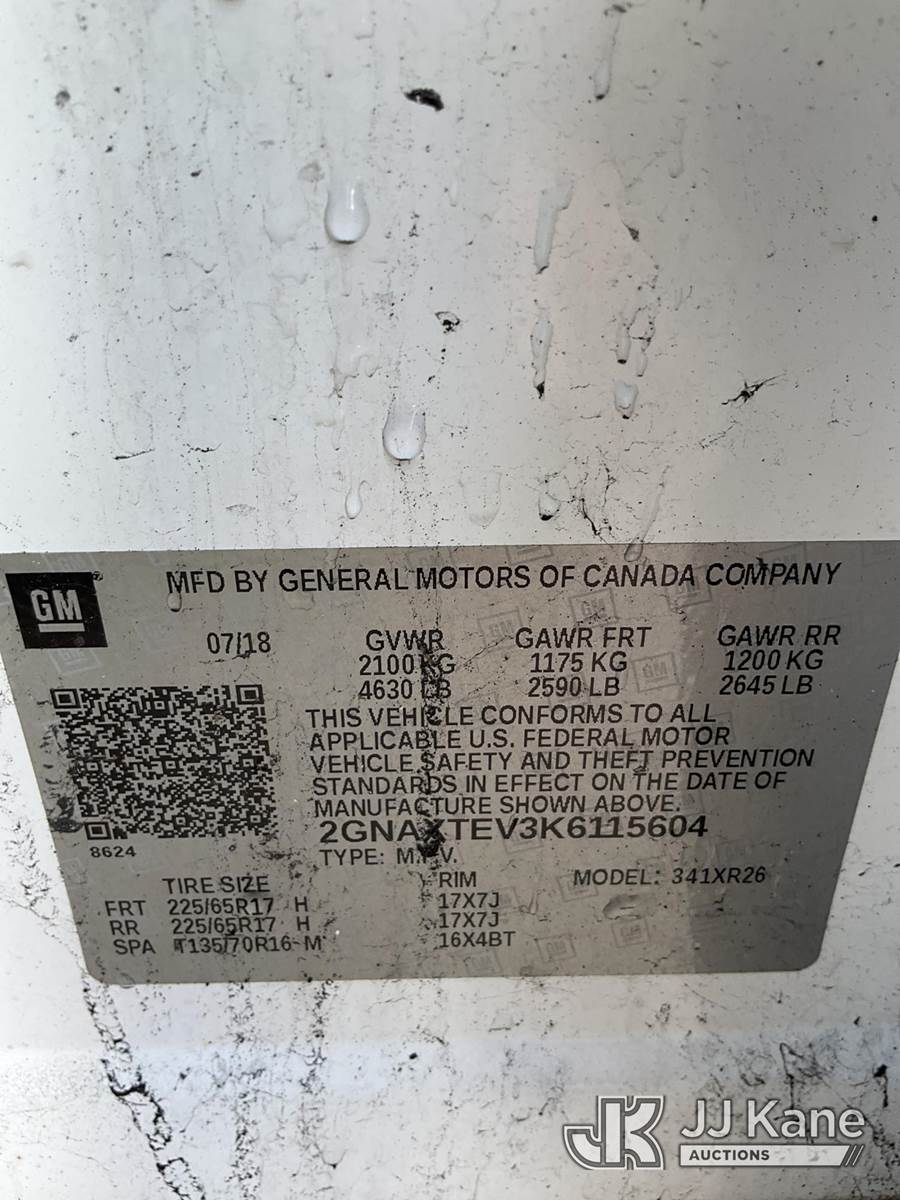 GM
MFD BY GENERAL MOTORS OF CANADA COMPANY
07/18 GVWR GAWR FRT GAWR RR
2100 KG 1175 KG 1200 KG
4630 LB 2590 LB 2645 LB
THIS VEHICLE CONFORMS TO ALL
APPLICABLE U.S. FEDERAL MOTOR
VEHICLE SAFETY AND THEFT PREVENTION
STANDARDS IN EFFECT ON THE DATE OF
MANUFACTURE SHOWN ABOVE.
2GNAXTEV3K6115604
8624
TYPE: M.P.V.
TIRE SIZE RIM MODEL: 341XR26
FRT 225/65R17 H 17X7J
RR 225/65R17 H 17X7J
SPA T135/70R16 M 16X4BT
JK JJ Kane
AUCTIONS